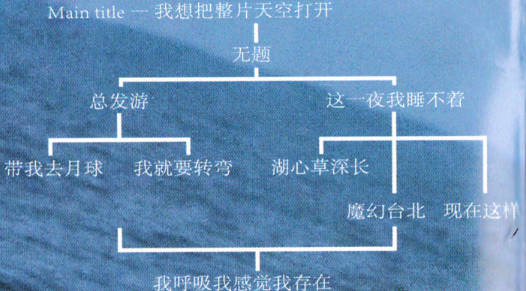 Main title — 我想把整片天空打开
无题
总发游 这一夜我睡不着
带我去月球 我就要转弯 湖心草深长
魔幻台北 现在这样
我呼吸我感觉我存在